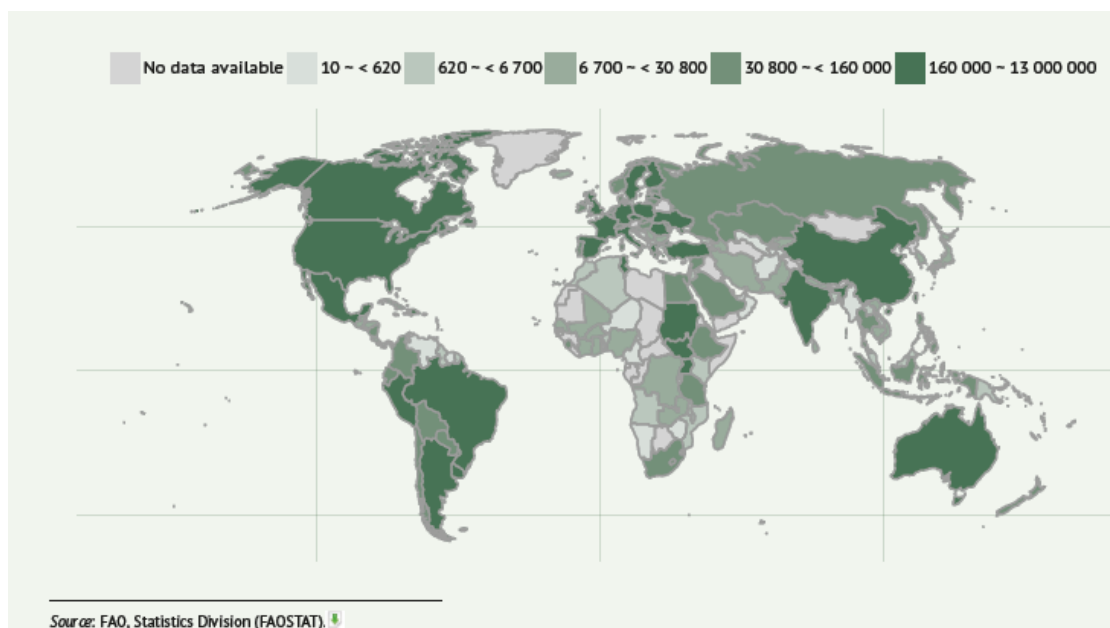 No data available 10 ~ < 620 620 ~ < 6 700 6 700 ~ < 30 800 30 800 ~ < 160 000 160 000 ~ 13 000 000
Source: FAO, Statistics Division (FAOSTAT).